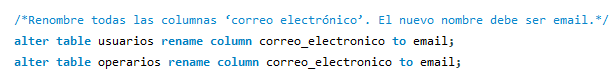 /*Renombre todas las columnas ‘correo electrónico’. El nuevo nombre debe ser email.*/
alter table usuarios rename column correo_electronico to email;
alter table operarios rename column correo_electronico to email;